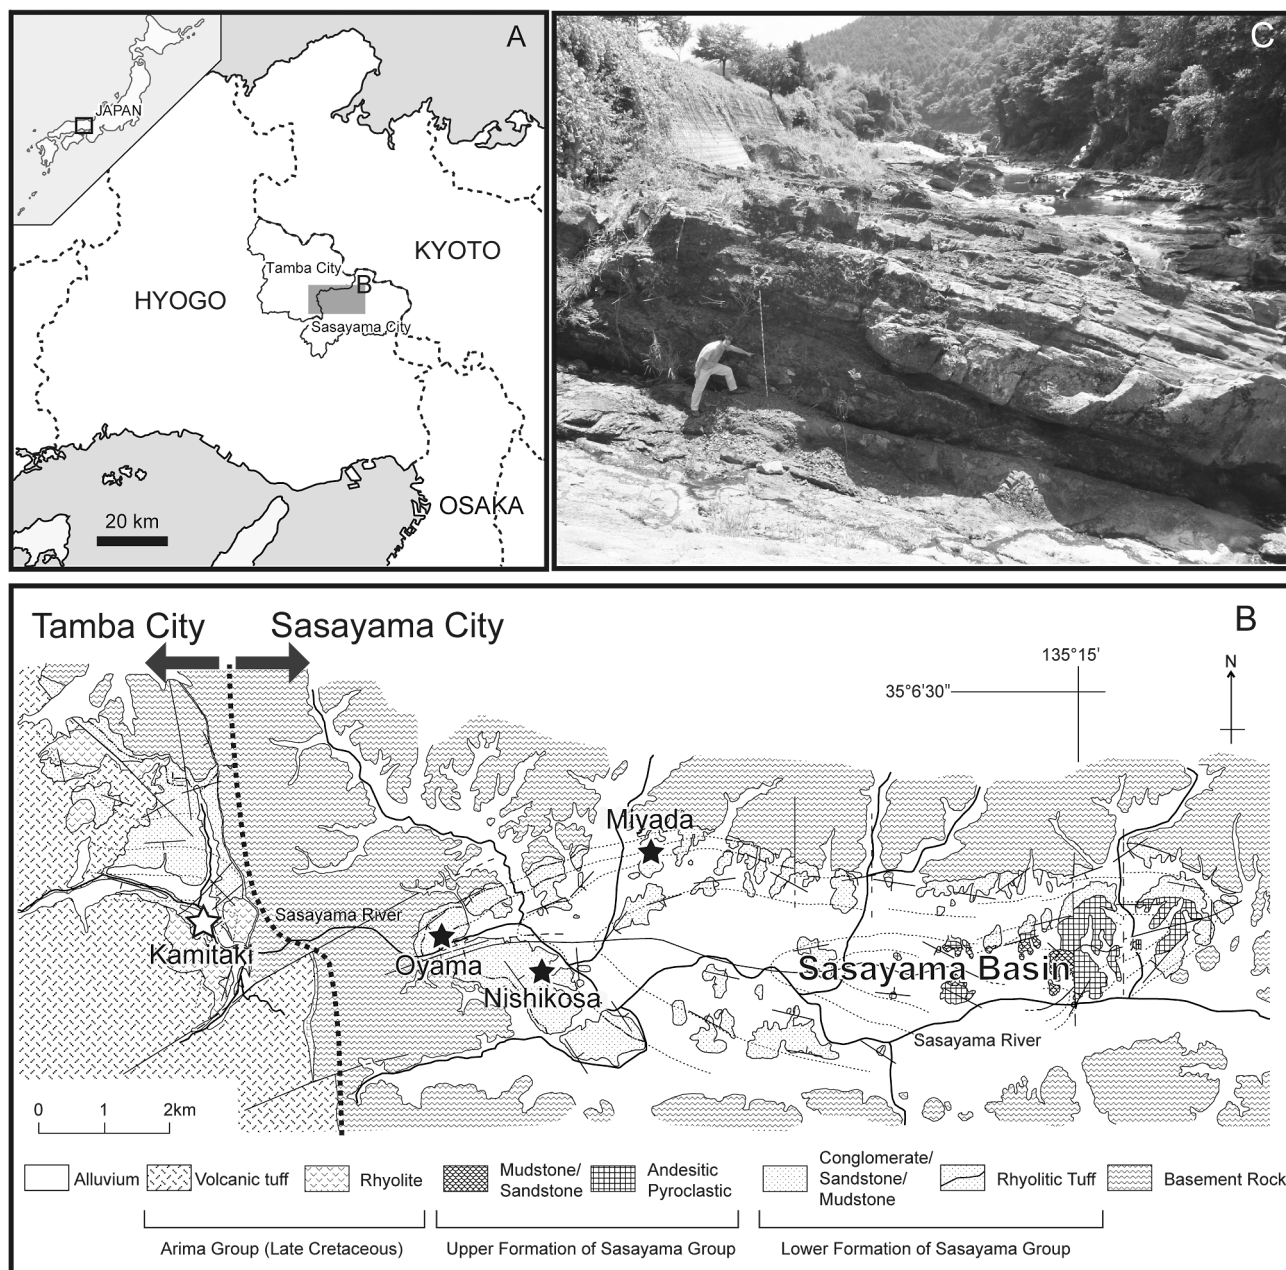 A
JAPAN
KYOTO
Tamba City
B
HYOGO
Sasayama City
OSAKA
20 km
C
Tamba City
Sasayama City
B
135°15'
N
35°6'30"
Miyada
Sasayama River
Kamitaki
Oyama
Nishikosa
Sasayama Basin
畑
Sasayama River
0 1 2km
Alluvium
Volcanic tuff
Rhyolite
Mudstone/
Sandstone
Andesitic
Pyroclastic
Conglomerate/
Sandstone/
Mudstone
Rhyolitic Tuff
Basement Rock
Arima Group (Late Cretaceous)
Upper Formation of Sasayama Group
Lower Formation of Sasayama Group